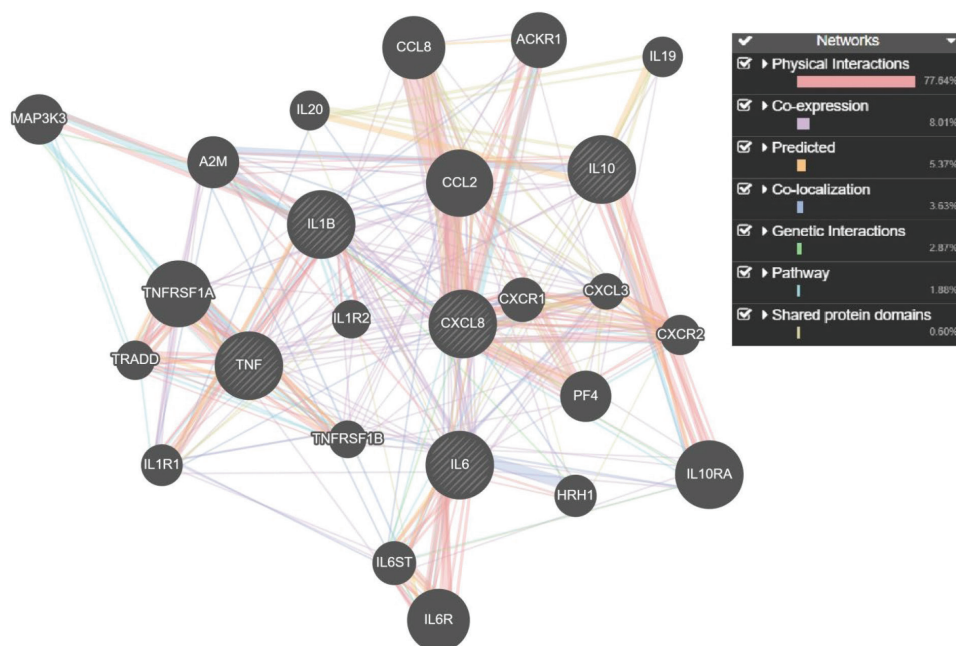 CCL8
ACKR1
IL19
MAP3K3
IL20
A2M
CCL2
IL10
IL1B
TNFRSF1A
IL1R2
CXCL8
CXCR1
CXCL3
CXCR2
TRADD
TNF
PF4
TNFRSF1B
IL1R1
IL6
HRH1
IL10RA
IL6ST
IL6R
Networks
Physical Interactions
77.64%
Co-expression
8.01%
Predicted
5.37%
Co-localization
3.63%
Genetic Interactions
2.87%
Pathway
1.88%
Shared protein domains
0.60%